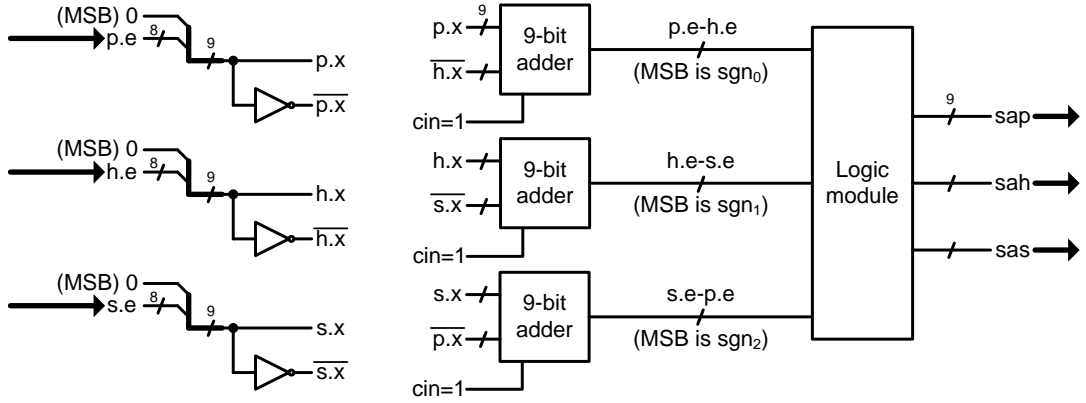 (MSB) 0
p.e
8
9
p.x
p.x
(MSB) 0
h.e
8
9
h.x
h.x
(MSB) 0
s.e
8
9
s.x
s.x
p.x
9
h.x
cin=1
9-bit
adder
p.e-h.e
(MSB is sgn₀)
h.x
s.x
cin=1
9-bit
adder
h.e-s.e
(MSB is sgn₁)
s.x
p.x
cin=1
9-bit
adder
s.e-p.e
(MSB is sgn₂)
Logic
module
9
sap
sah
sas